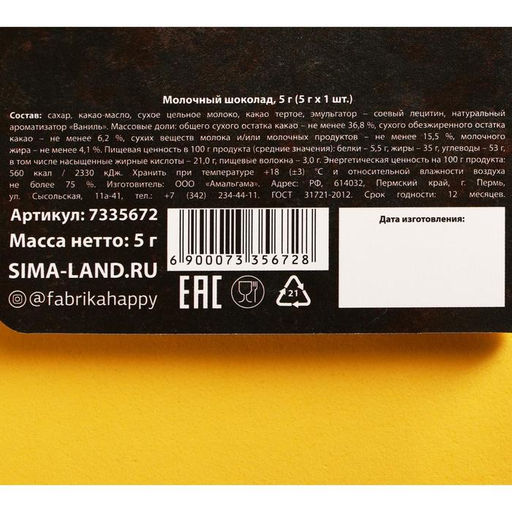 Молочный шоколад, 5 г (5 г х 1 шт.)
Состав: сахар, какао-масло, сухое цельное молоко, какао тертое, эмульгатор – соевый лецитин, натуральный
ароматизатор «Ваниль». Массовые доли: общего сухого остатка какао – не менее 36,8 %, сухого обезжиренного остатка
какао – не менее 6,2 %, сухих веществ молока и/или продуктов его переработки – не менее 15,5 %, молочного
жира – не менее 4,1 %. Пищевая ценность в 100 г продукта (средние значения): белки – 5,5 г, жиры – 35 г, углеводы – 53 г,
в том числе насыщенные жирные кислоты – 21,0 г, пищевые волокна – 3,0 г. Энергетическая ценность на 100 г продукта:
560 ккал / 2330 кДж. Хранить при температуре +18 (±3) °С и относительной влажности воздуха
не более 75 %. Изготовитель: ООО «Амальгама». Адрес: РФ, 614032, Пермский край, г. Пермь,
ул. Сысольская, 11а-16, тел.: +7 (342) 234-44-11. ГОСТ 31721-2012. Срок годности: 12 месяцев.
Артикул: 7335672
Масса нетто: 5 г
SIMA-LAND.RU
@fabrikahappy
6 900073 356728
EAC
21
Дата изготовления: